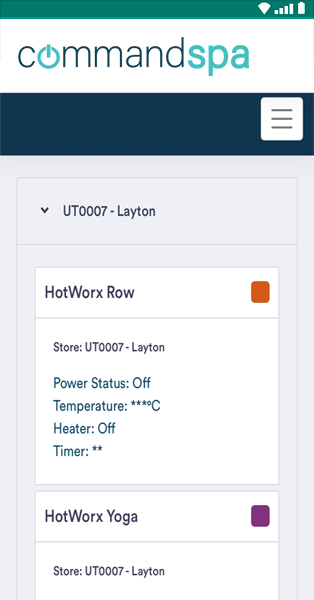 commandspa
UT0007 - Layton
HotWorx Row
Store: UT0007 - Layton
Power Status: Off
Temperature: ***ºC
Heater: Off
Timer: **
HotWorx Yoga
Store: UT0007 - Layton